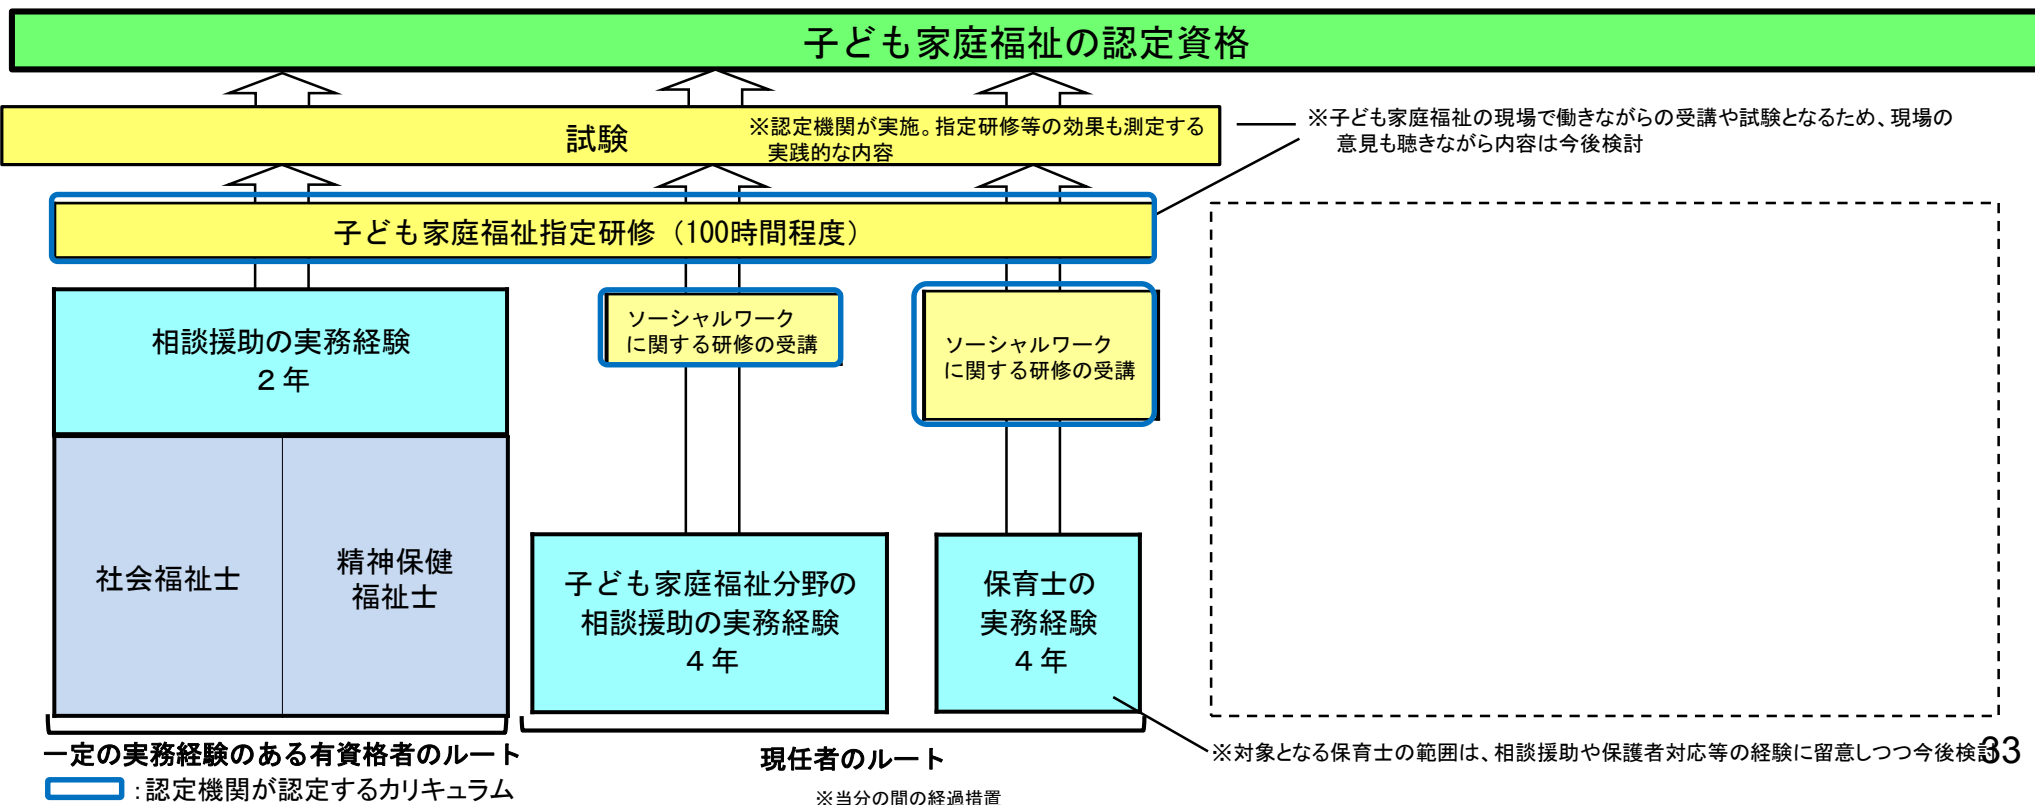 子ども家庭福祉の認定資格
試験
※認定機関が実施。指定研修等の効果も測定する
実践的な内容
※子ども家庭福祉の現場で働きながらの受講や試験となるため、現場の
意見も聴きながら内容は今後検討
子ども家庭福祉指定研修（100時間程度）
相談援助の実務経験
２年
ソーシャルワーク
に関する研修の受講
ソーシャルワーク
に関する研修の受講
社会福祉士
精神保健
福祉士
子ども家庭福祉分野の
相談援助の実務経験
４年
保育士の
実務経験
４年
一定の実務経験のある有資格者のルート
現任者のルート
※対象となる保育士の範囲は、相談援助や保護者対応等の経験に留意しつつ今後検討
33
：認定機関が認定するカリキュラム
※当分の間の経過措置